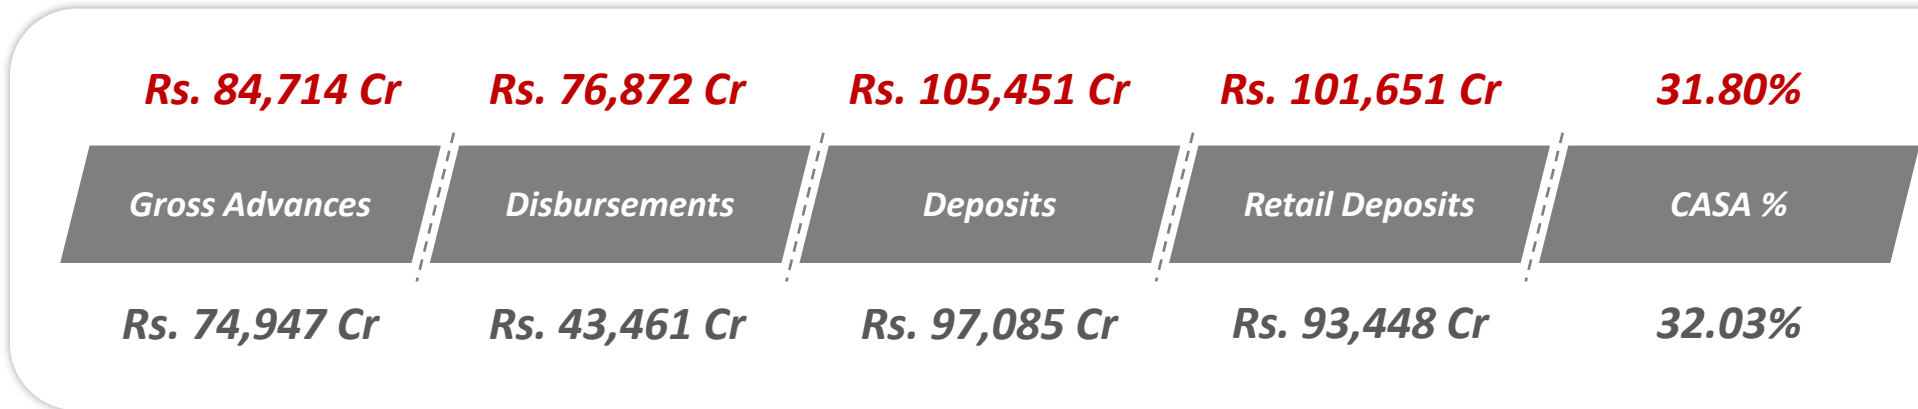 Rs. 84,714 Cr Rs. 76,872 Cr Rs. 105,451 Cr Rs. 101,651 Cr 31.80%
Gross Advances Disbursements Deposits Retail Deposits CASA %
Rs. 74,947 Cr Rs. 43,461 Cr Rs. 97,085 Cr Rs. 93,448 Cr 32.03%